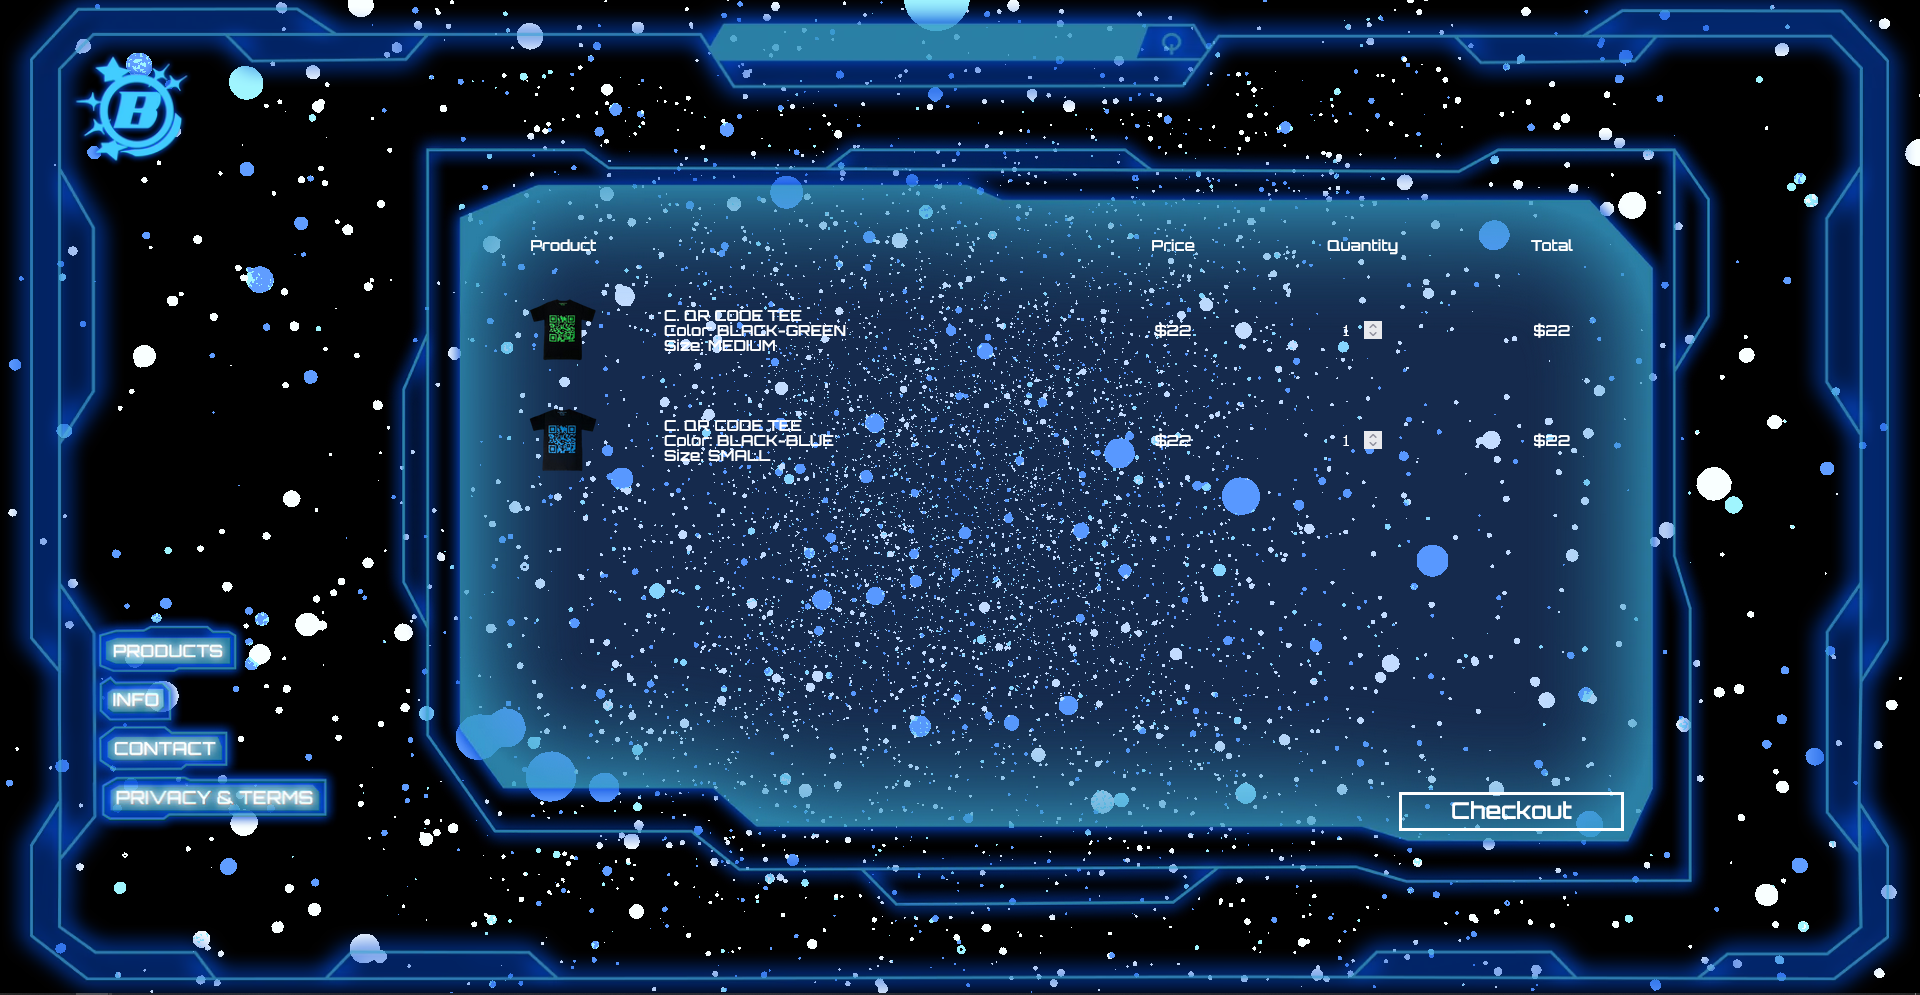 B
Product Price Quantity Total
C. QR CODE TEE
Color: BLACK-GREEN
Size: MEDIUM
$22 1 $22
C. QR CODE TEE
Color: BLACK-BLUE
Size: SMALL
$22 1 $22
PRODUCTS
INFO
CONTACT
PRIVACY & TERMS
Checkout